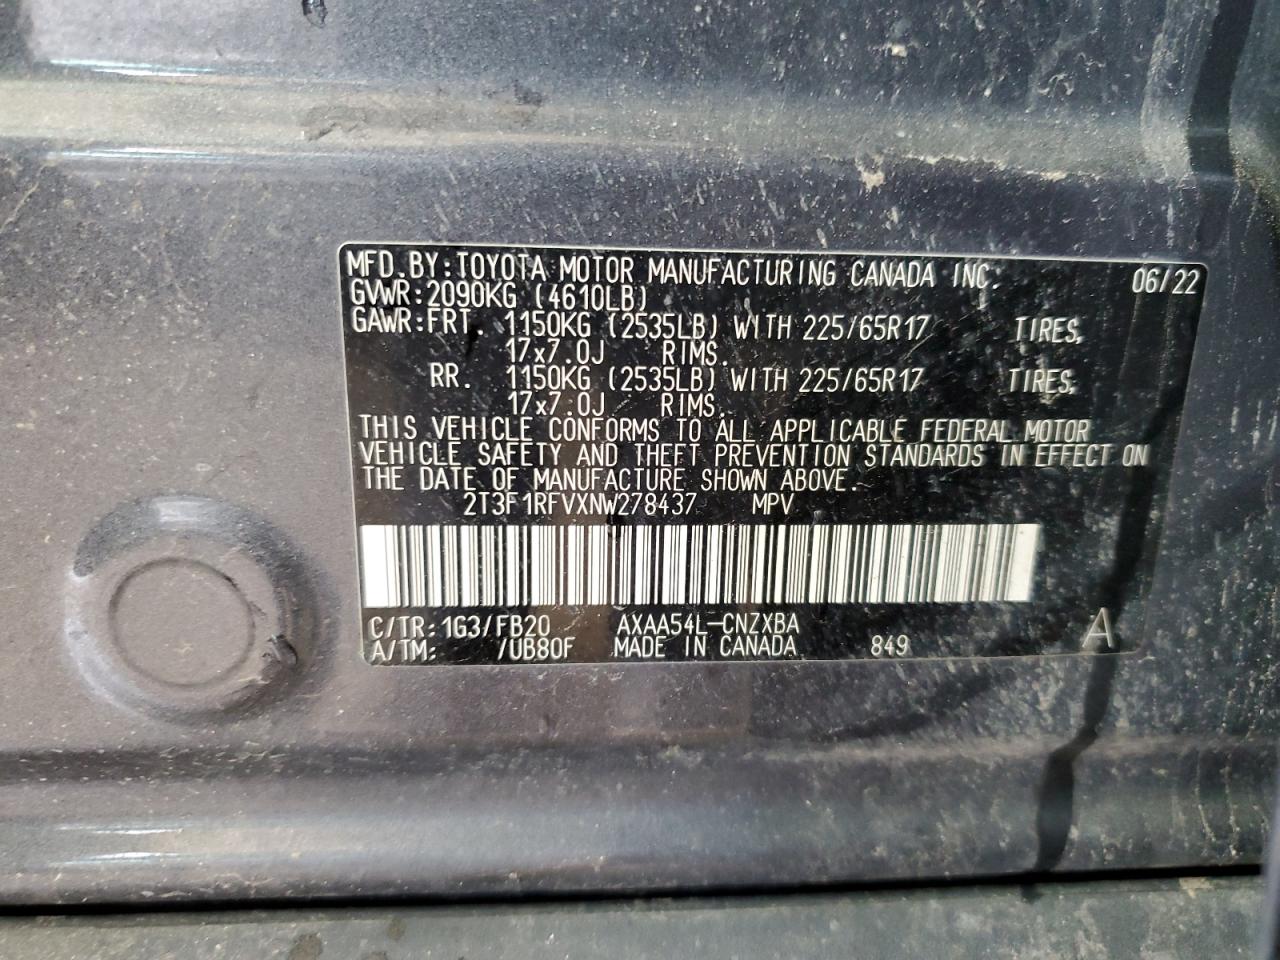 MFD.BY:TOYOTA MOTOR MANUFACTURING CANADA INC. 06/22
GVWR:2090KG (4610LB)
GAWR:FRT. 1150KG (2535LB) WITH 225/65R17 TIRES,
17x7.0J RIMS.
RR. 1150KG (2535LB) WITH 225/65R17 TIRES,
17x7.0J RIMS.
THIS VEHICLE CONFORMS TO ALL APPLICABLE FEDERAL MOTOR
VEHICLE SAFETY AND THEFT PREVENTION STANDARDS IN EFFECT ON
THE DATE OF MANUFACTURE SHOWN ABOVE.
2T3F1RFVXNW278437 MPV
C/TR:1G3/FB20 AXAA54L-CNZXBA A
A/TM: /UB80F MADE IN CANADA 849